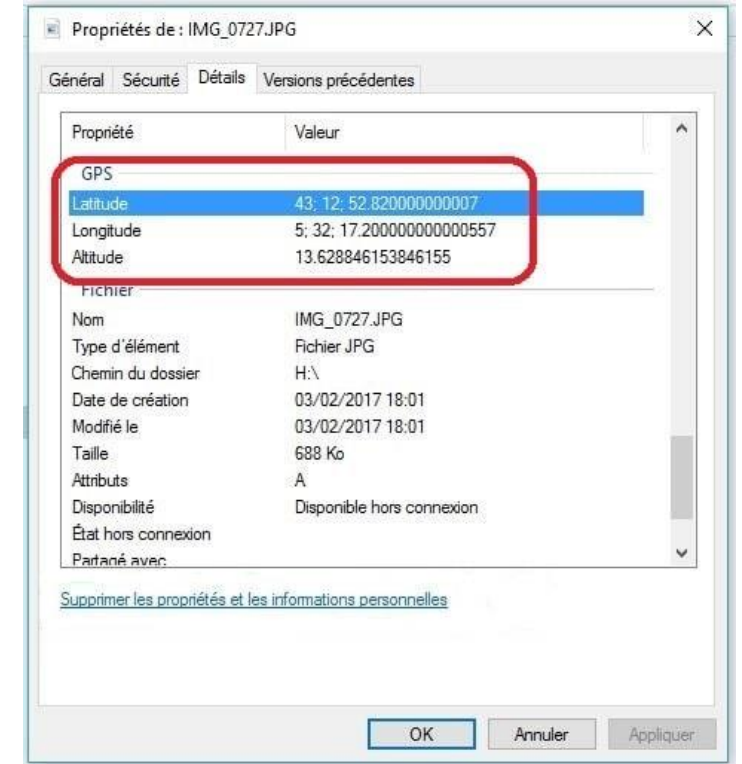 Propriétés de : IMG_0727.JPG
Général Sécurité Détails Versions précédentes
Propriété Valeur
GPS
Latitude 43; 12; 52.820000000007
Longitude 5; 32; 17.200000000000557
Altitude 13.628846153846155
Fichier
Nom IMG_0727.JPG
Type d'élément Fichier JPG
Chemin du dossier H:\
Date de création 03/02/2017 18:01
Modifié le 03/02/2017 18:01
Taille 688 Ko
Attributs A
Disponibilité Disponible hors connexion
État hors connexion
Partagé avec
Supprimer les propriétés et les informations personnelles
OK Annuler Appliquer